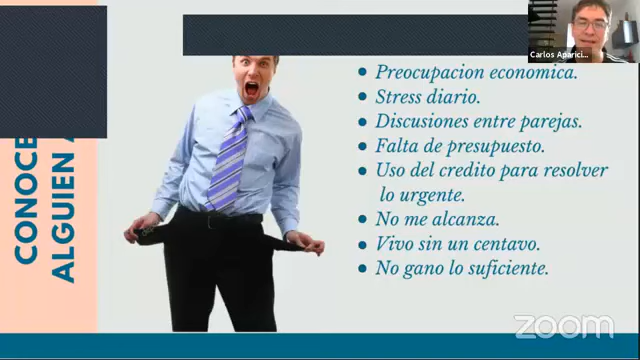 CONOCE
ALGUIEN A
Carlos Aparici...
Preocupacion economica.
Stress diario.
Discusiones entre parejas.
Falta de presupuesto.
Uso del credito para resolver
lo urgente.
No me alcanza.
Vivo sin un centavo.
No gano lo suficiente.
zoom